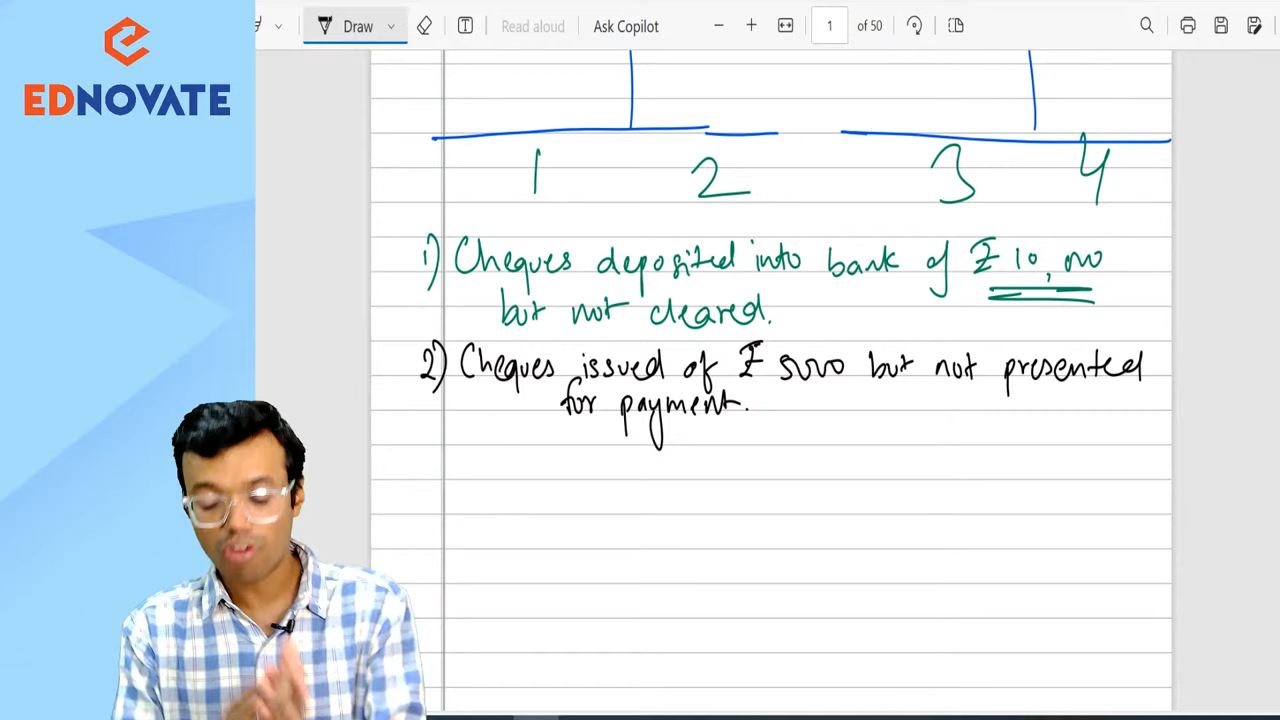 Draw
Read aloud
Ask Copilot
1 of 50
EDNOVATE
1 2 3 4
1) Cheques deposited into bank of ₹ 10,000
but not cleared.
2) Cheques issued of ₹ 5000 but not presented
for payment.